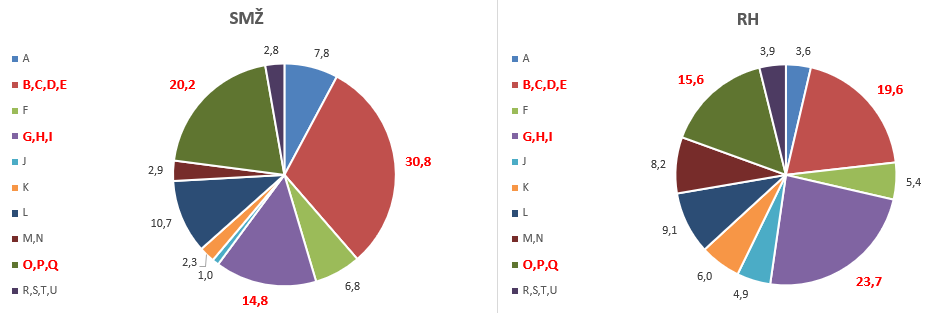 SMŽ
A
B,C,D,E
F
G,H,I
J
K
L
M,N
O,P,Q
R,S,T,U
7,8
30,8
6,8
14,8
1,0
2,3
10,7
2,9
20,2
2,8
RH
A
B,C,D,E
F
G,H,I
J
K
L
M,N
O,P,Q
R,S,T,U
3,6
19,6
5,4
23,7
4,9
6,0
9,1
8,2
15,6
3,9